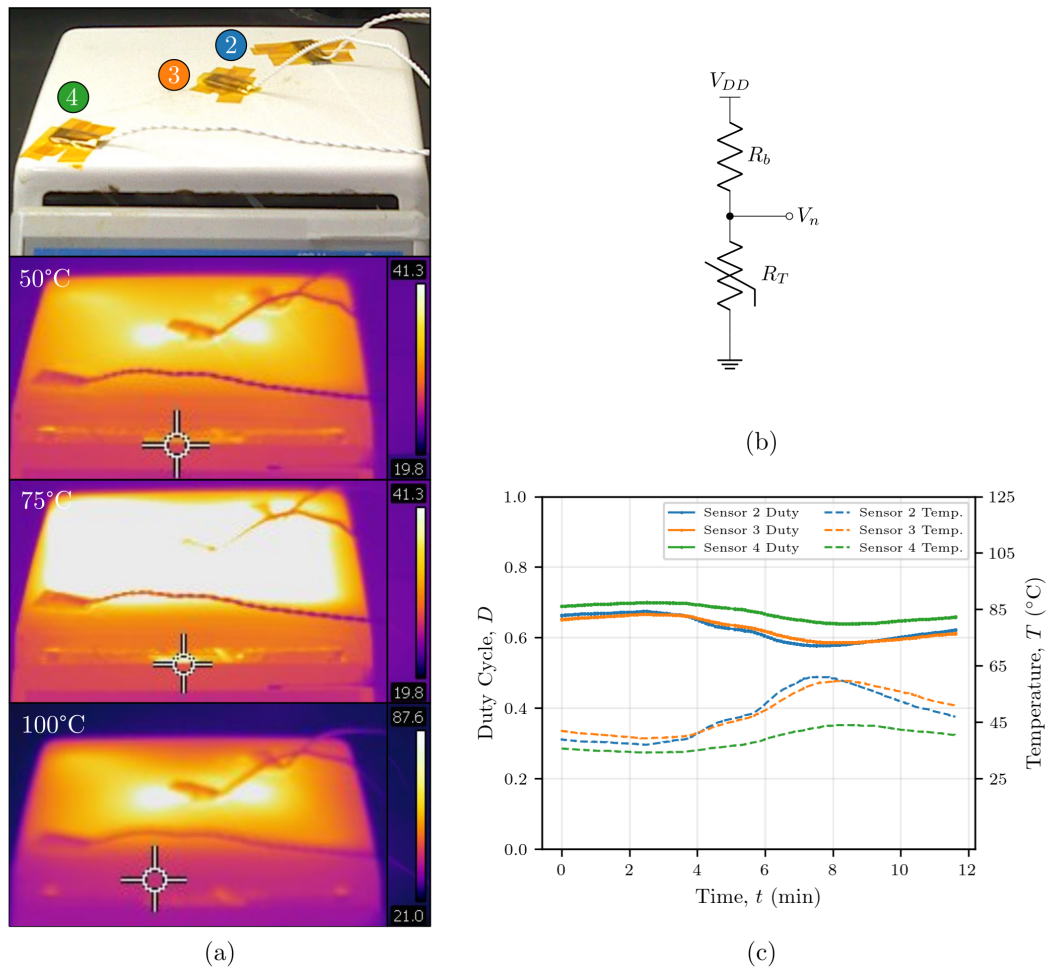 2
3
4
50°C
41.3
19.8
75°C
41.3
19.8
100°C
87.6
21.0
(a)
V_DD
R_b
V_n
R_T
(b)
Sensor 2 Duty
Sensor 3 Duty
Sensor 4 Duty
Sensor 2 Temp.
Sensor 3 Temp.
Sensor 4 Temp.
Duty Cycle, D
1.0
0.8
0.6
0.4
0.2
0.0
125
105
85
65
45
25
Temperature, T (°C)
0 2 4 6 8 10 12
Time, t (min)
(c)